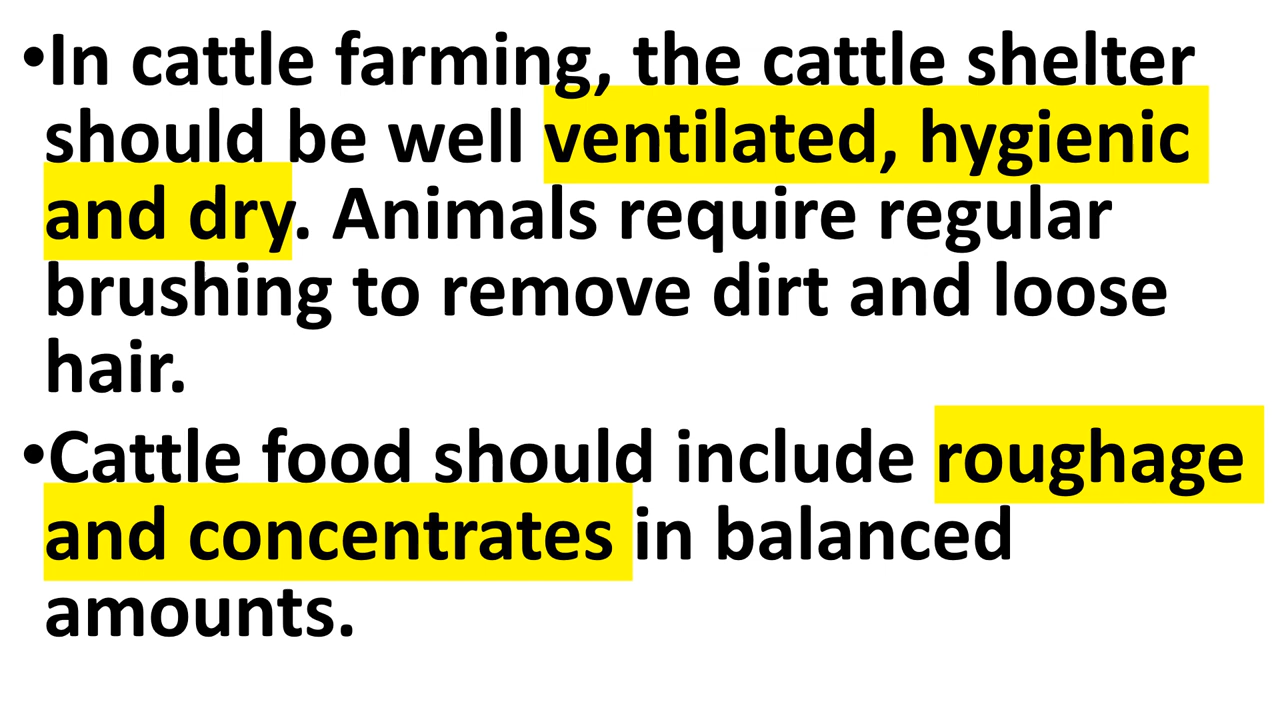 •In cattle farming, the cattle shelter
should be well ventilated, hygienic
and dry. Animals require regular
brushing to remove dirt and loose
hair.
•Cattle food should include roughage
and concentrates in balanced
amounts.